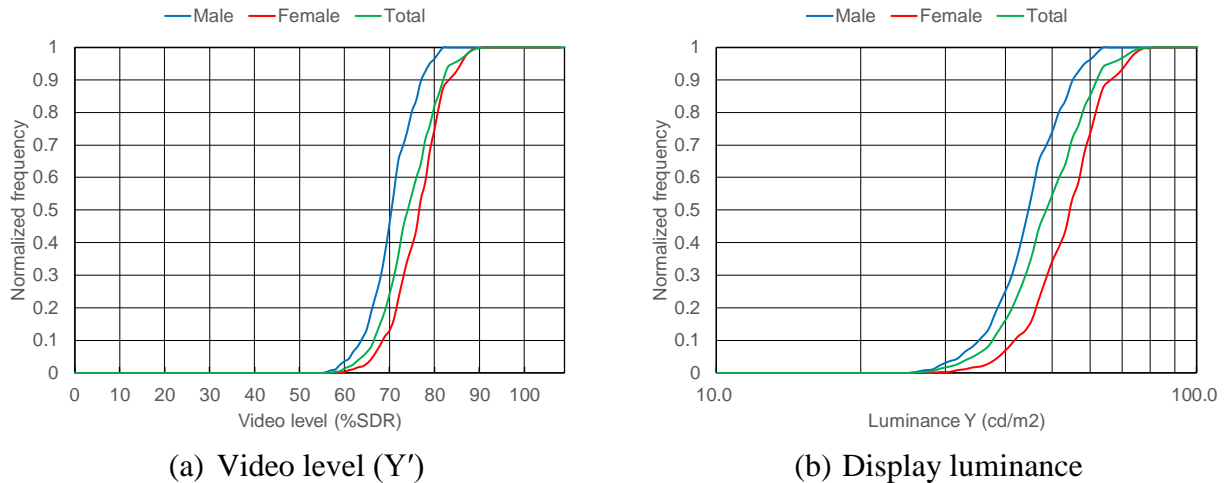 Male Female Total
1
0.9
0.8
0.7
0.6
0.5
0.4
0.3
0.2
0.1
0
Normalized frequency
0 10 20 30 40 50 60 70 80 90 100
Video level (%SDR)
(a) Video level (Y′)
Male Female Total
1
0.9
0.8
0.7
0.6
0.5
0.4
0.3
0.2
0.1
0
Normalized frequency
10.0 100.0
Luminance Y (cd/m2)
(b) Display luminance